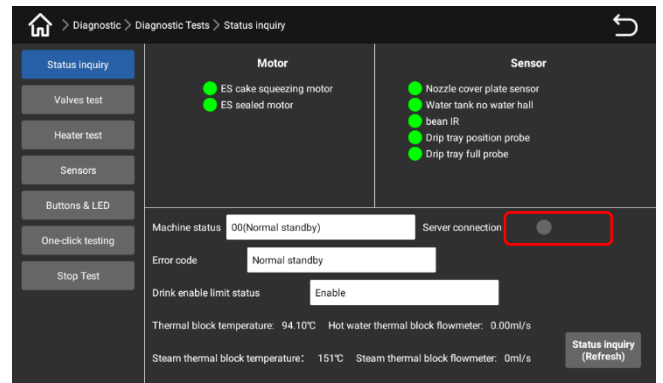 > Diagnostic > Diagnostic Tests > Status inquiry
Status inquiry
Valves test
Heater test
Sensors
Buttons & LED
One-click testing
Stop Test
Motor
ES cake squeezing motor
ES sealed motor
Sensor
Nozzle cover plate sensor
Water tank no water hall
bean IR
Drip tray position probe
Drip tray full probe
Machine status 00(Normal standby) Server connection
Error code Normal standby
Drink enable limit status Enable
Thermal block temperature: 94.10℃ Hot water thermal block flowmeter: 0.00ml/s
Steam thermal block temperature: 151℃ Steam thermal block flowmeter: 0ml/s
Status inquiry
(Refresh)